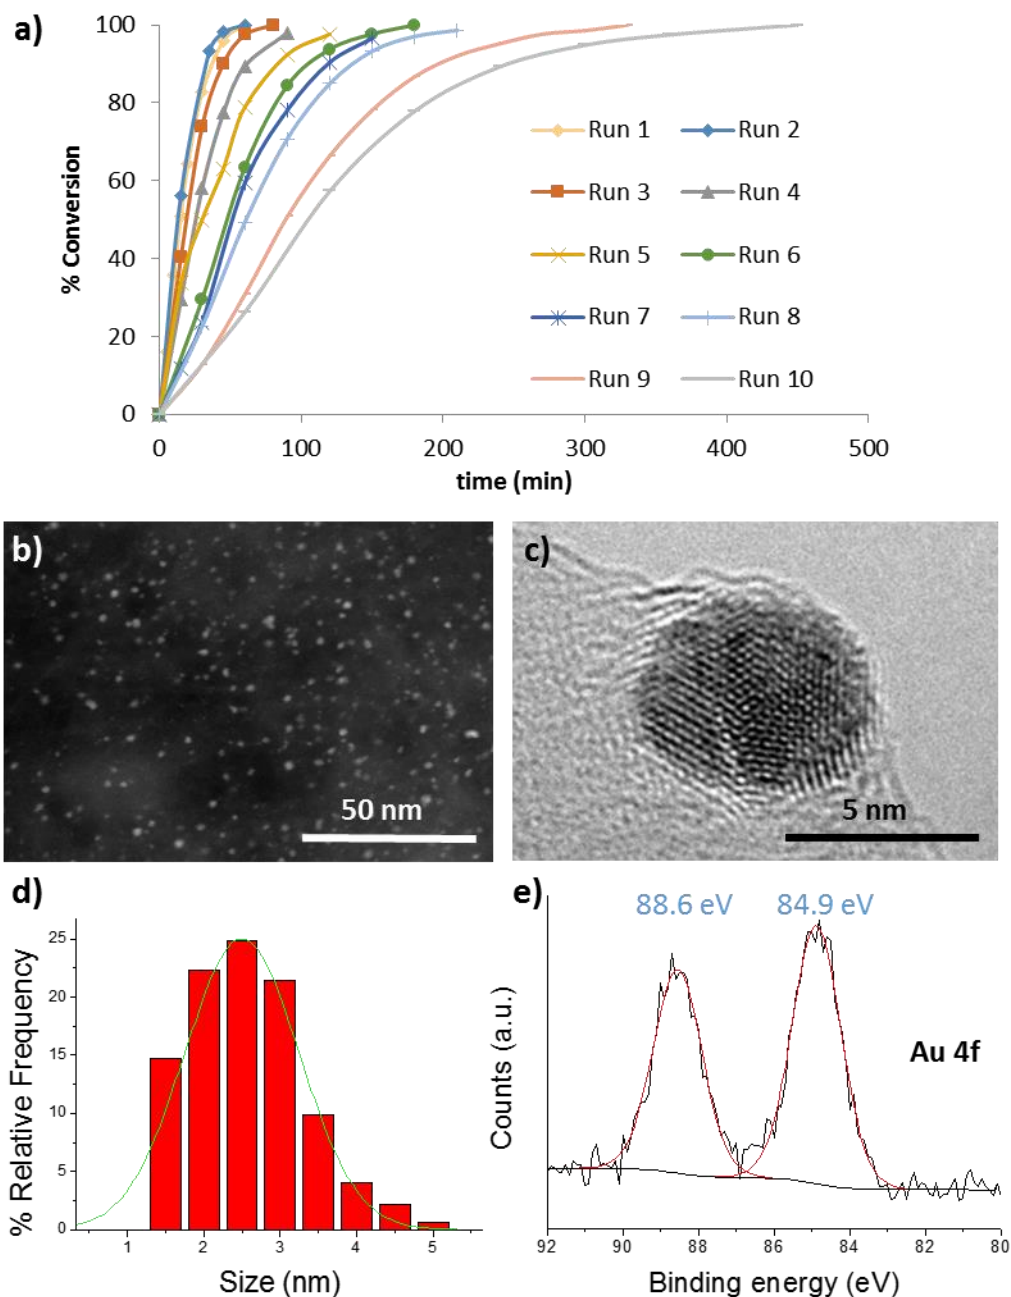 a)
100
80
60
40
20
0
% Conversion
Run 1 Run 2
Run 3 Run 4
Run 5 Run 6
Run 7 Run 8
Run 9 Run 10
0 100 200 300 400 500
time (min)
b)
50 nm
c)
5 nm
d)
25
20
15
10
5
0
% Relative Frequency
1 2 3 4 5
Size (nm)
e)
88.6 eV 84.9 eV
Counts (a.u.)
Au 4f
92 90 88 86 84 82 80
Binding energy (eV)